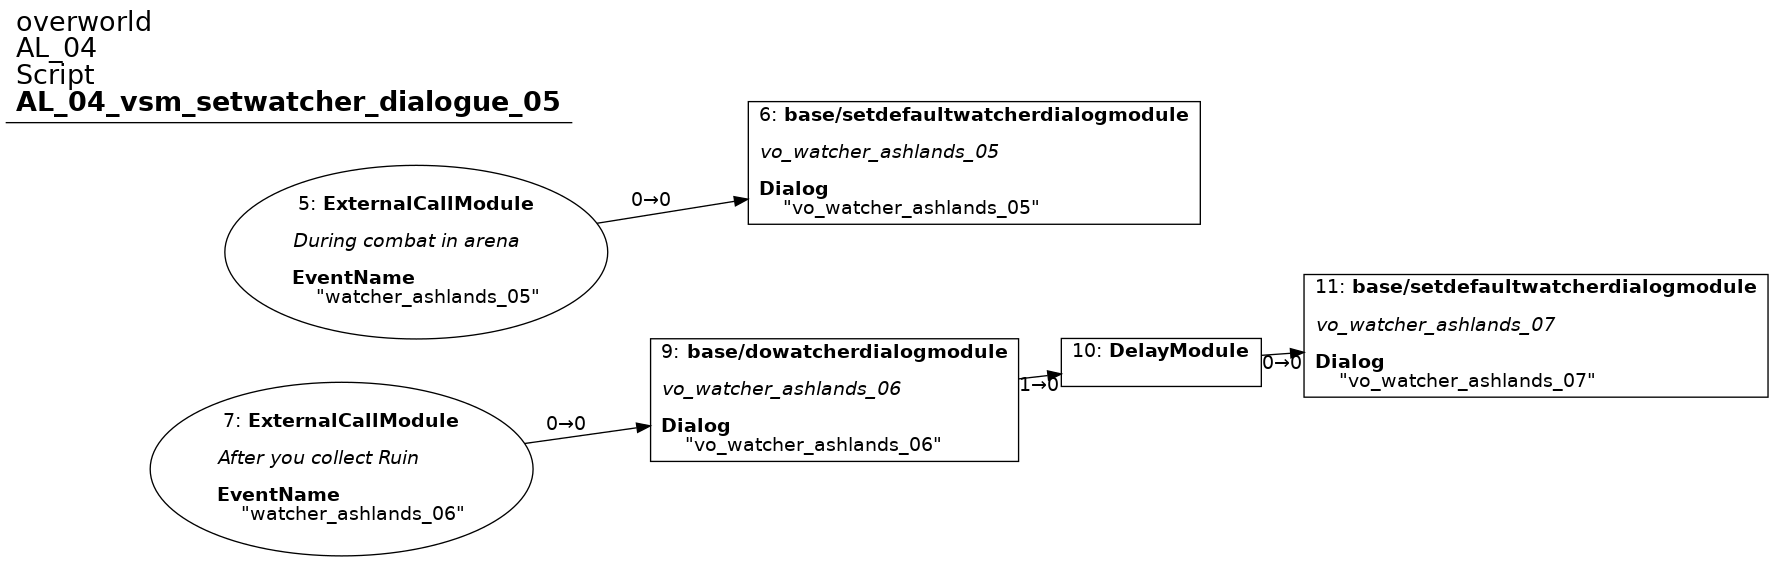 overworld
AL_04
Script
AL_04_vsm_setwatcher_dialogue_05
6: base/setdefaultwatcherdialogmodule
vo_watcher_ashlands_05
Dialog
"vo_watcher_ashlands_05"
5: ExternalCallModule
During combat in arena
EventName
"watcher_ashlands_05"
0→0
11: base/setdefaultwatcherdialogmodule
vo_watcher_ashlands_07
Dialog
"vo_watcher_ashlands_07"
9: base/dowatcherdialogmodule
vo_watcher_ashlands_06
Dialog
"vo_watcher_ashlands_06"
1→0
10: DelayModule
0→0
7: ExternalCallModule
After you collect Ruin
EventName
"watcher_ashlands_06"
0→0